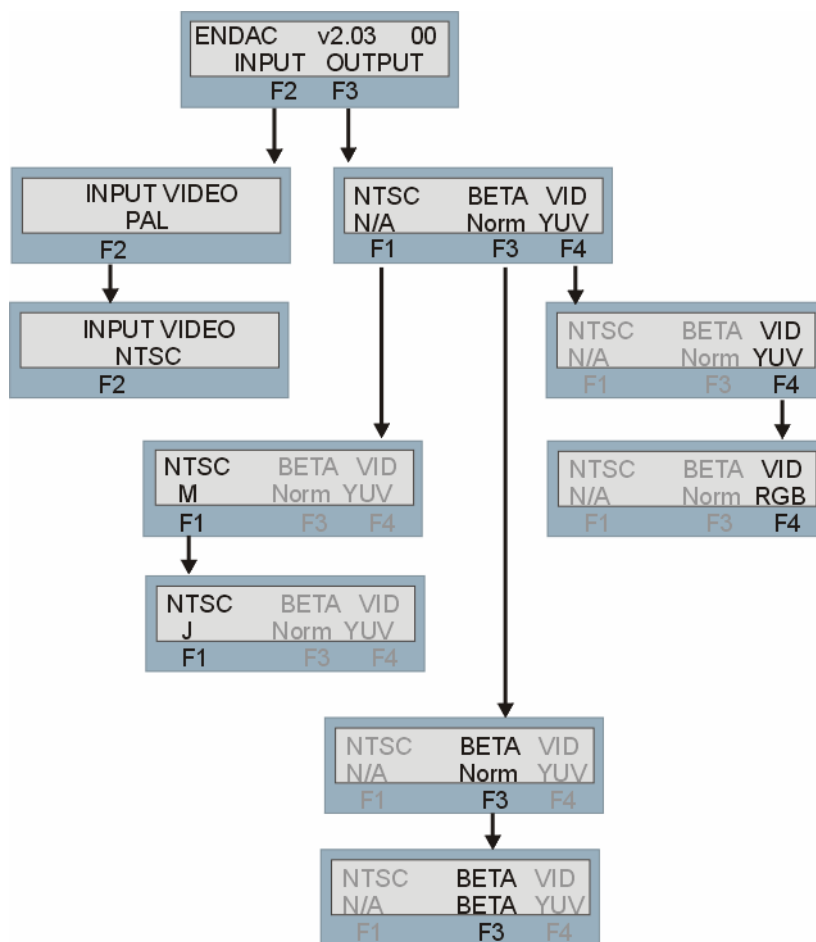 ENDAC v2.03 00
INPUT OUTPUT
F2 F3
INPUT VIDEO
PAL
F2
NTSC BETA VID
N/A Norm YUV
F1 F3 F4
INPUT VIDEO
NTSC
F2
NTSC BETA VID
N/A Norm YUV
F1 F3 F4
NTSC BETA VID
M Norm YUV
F1 F3 F4
NTSC BETA VID
N/A Norm RGB
F1 F3 F4
NTSC BETA VID
J Norm YUV
F1 F3 F4
NTSC BETA VID
N/A Norm YUV
F1 F3 F4
NTSC BETA VID
N/A BETA YUV
F1 F3 F4